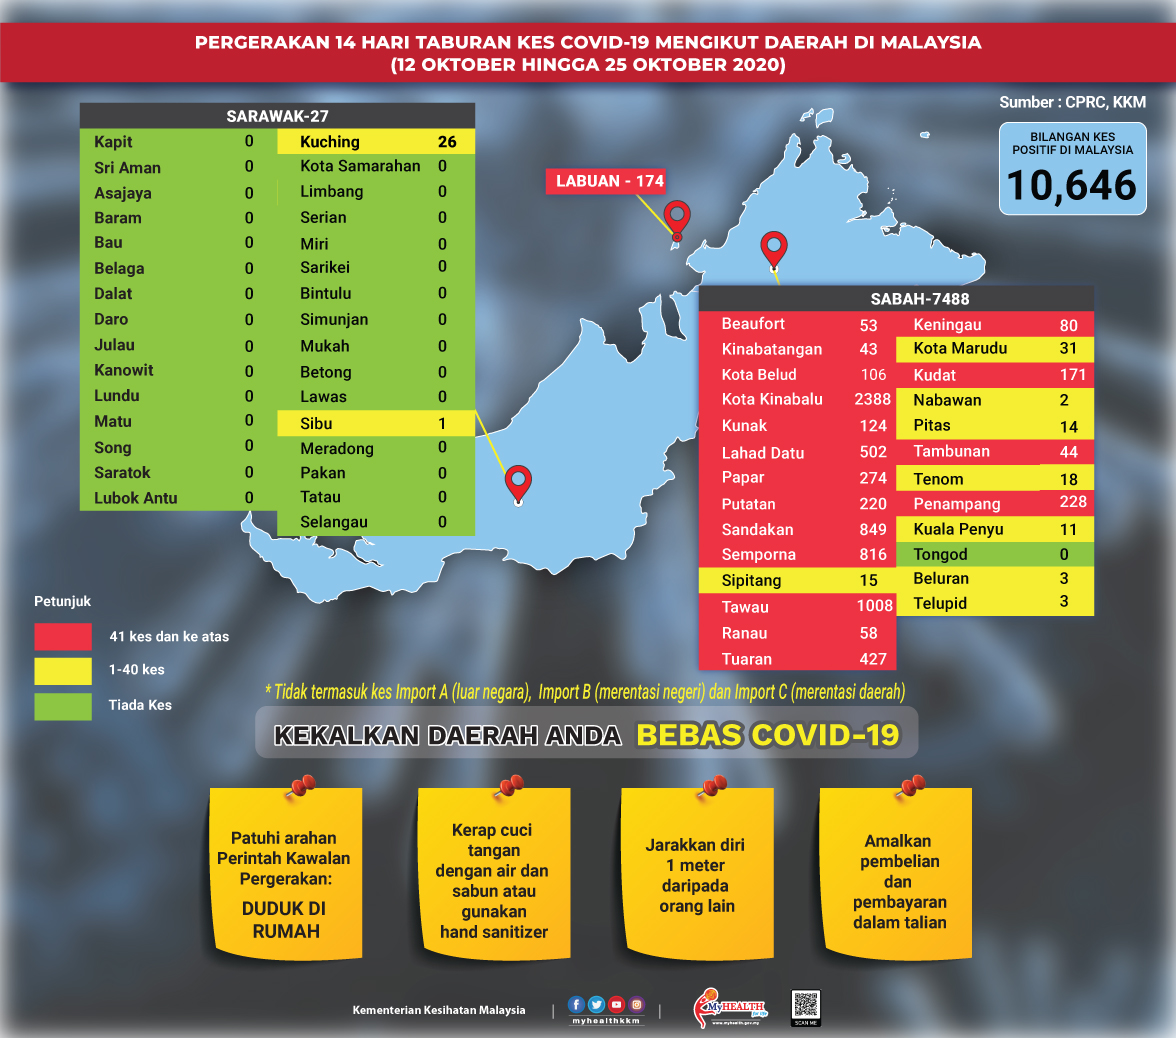 PERGERAKAN 14 HARI TABURAN KES COVID-19 MENGIKUT DAERAH DI MALAYSIA
(12 OKTOBER HINGGA 25 OKTOBER 2020)
Sumber : CPRC, KKM
BILANGAN KES
POSITIF DI MALAYSIA
10,646
SARAWAK-27
Kapit 0
Sri Aman 0
Asajaya 0
Baram 0
Bau 0
Belaga 0
Dalat 0
Daro 0
Julau 0
Kanowit 0
Lundu 0
Matu 0
Song 0
Saratok 0
Lubok Antu 0
Kuching 26
Kota Samarahan 0
Limbang 0
Serian 0
Miri 0
Sarikei 0
Bintulu 0
Simunjan 0
Mukah 0
Betong 0
Lawas 0
Sibu 1
Meradong 0
Pakan 0
Tatau 0
Selangau 0
LABUAN - 174
SABAH-7488
Beaufort 53
Kinabatangan 43
Kota Belud 106
Kota Kinabalu 2388
Kunak 124
Lahad Datu 502
Papar 274
Putatan 220
Sandakan 849
Semporna 816
Sipitang 15
Tawau 1008
Ranau 58
Tuaran 427
Keningau 80
Kota Marudu 31
Kudat 171
Nabawan 2
Pitas 14
Tambunan 44
Tenom 18
Penampang 228
Kuala Penyu 11
Tongod 0
Beluran 3
Telupid 3
Petunjuk
41 kes dan ke atas
1-40 kes
Tiada Kes
* Tidak termasuk kes Import A (luar negara), Import B (merentasi negeri) dan Import C (merentasi daerah)
KEKALKAN DAERAH ANDA BEBAS COVID-19
Patuhi arahan
Perintah Kawalan
Pergerakan:
DUDUK DI
RUMAH
Kerap cuci
tangan
dengan air dan
sabun atau
gunakan
hand sanitizer
Jarakkan diri
1 meter
daripada
orang lain
Amalkan
pembelian
dan
pembayaran
dalam talian
Kementerian Kesihatan Malaysia
myhealthkkm
MyHEALTH
for life
www.myhealth.gov.my
SCAN ME